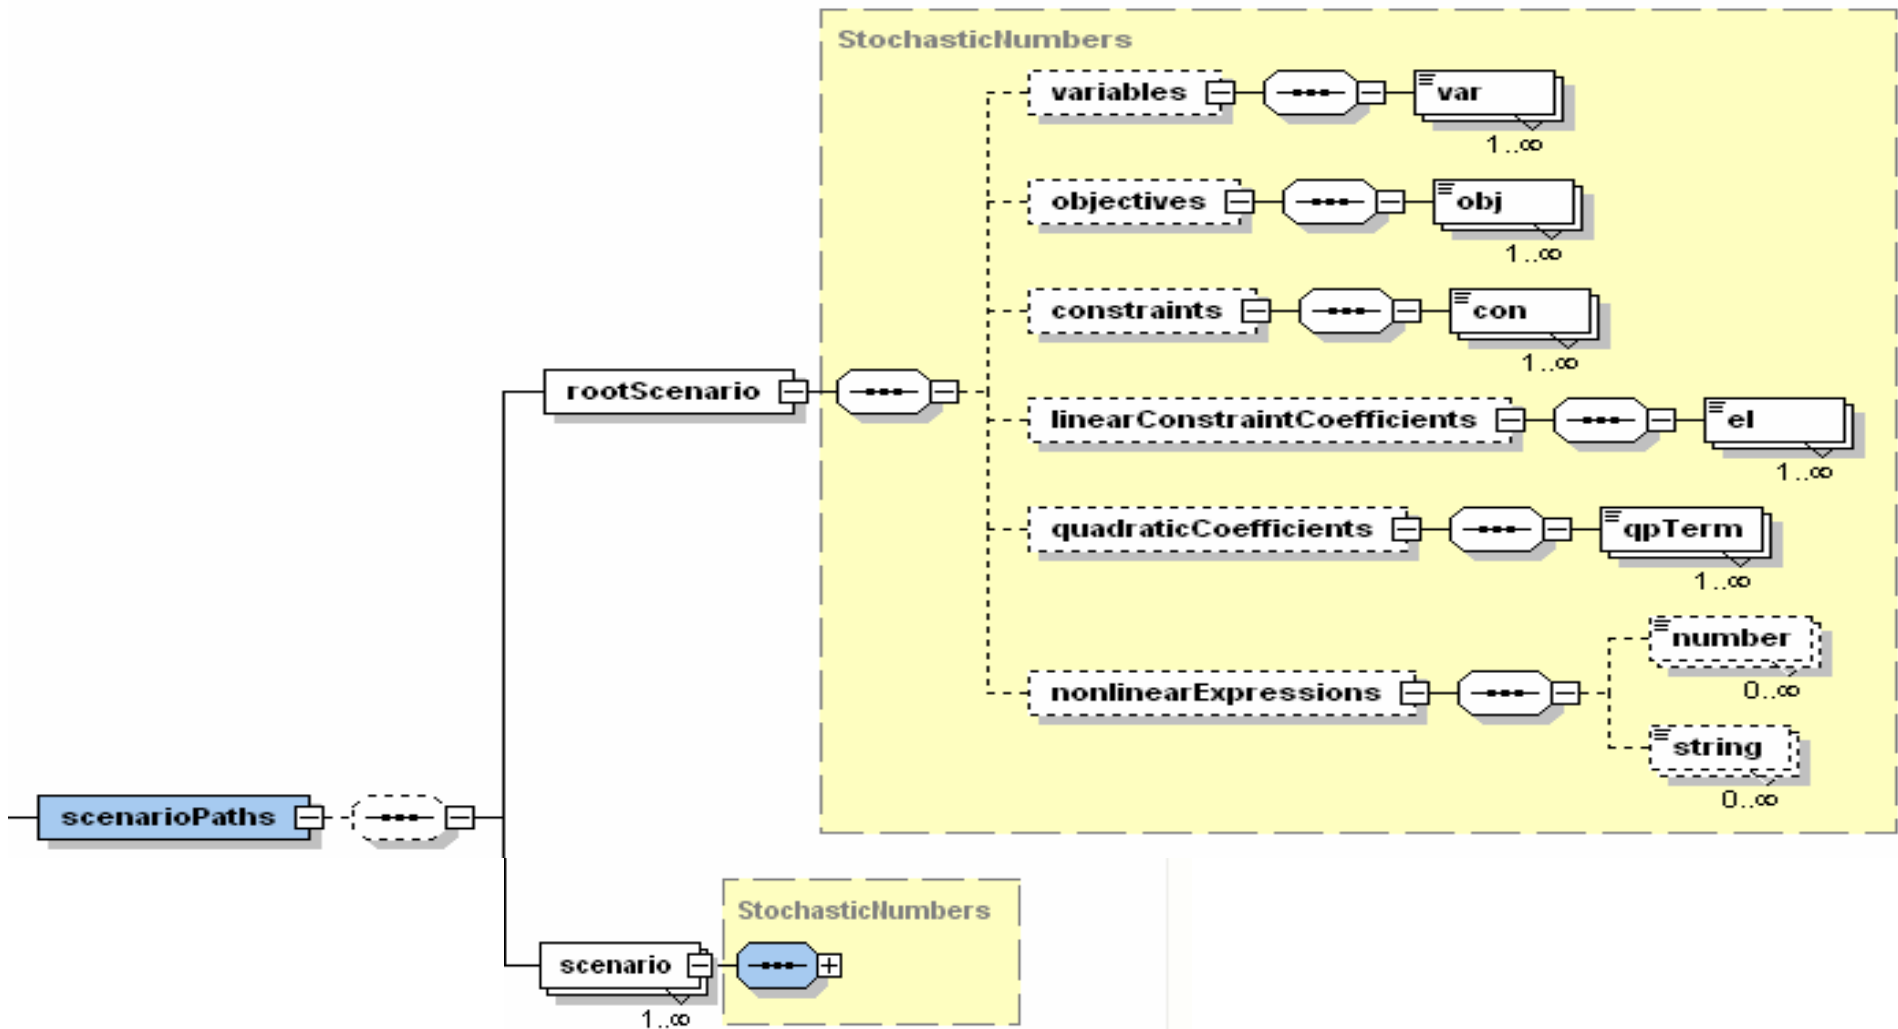 StochasticNumbers
variables
var
1..∞
objectives
obj
1..∞
constraints
con
1..∞
rootScenario
linearConstraintCoefficients
el
1..∞
quadraticCoefficients
qpTerm
1..∞
number
0..∞
nonlinearExpressions
string
0..∞
scenarioPaths
StochasticNumbers
scenario
1..∞